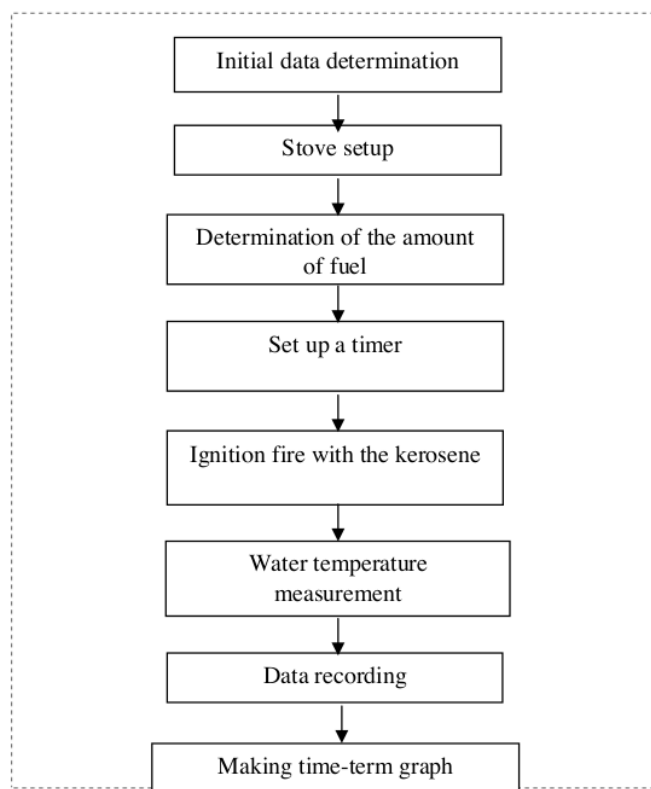 Initial data determination
Stove setup
Determination of the amount
of fuel
Set up a timer
Ignition fire with the kerosene
Water temperature
measurement
Data recording
Making time-term graph